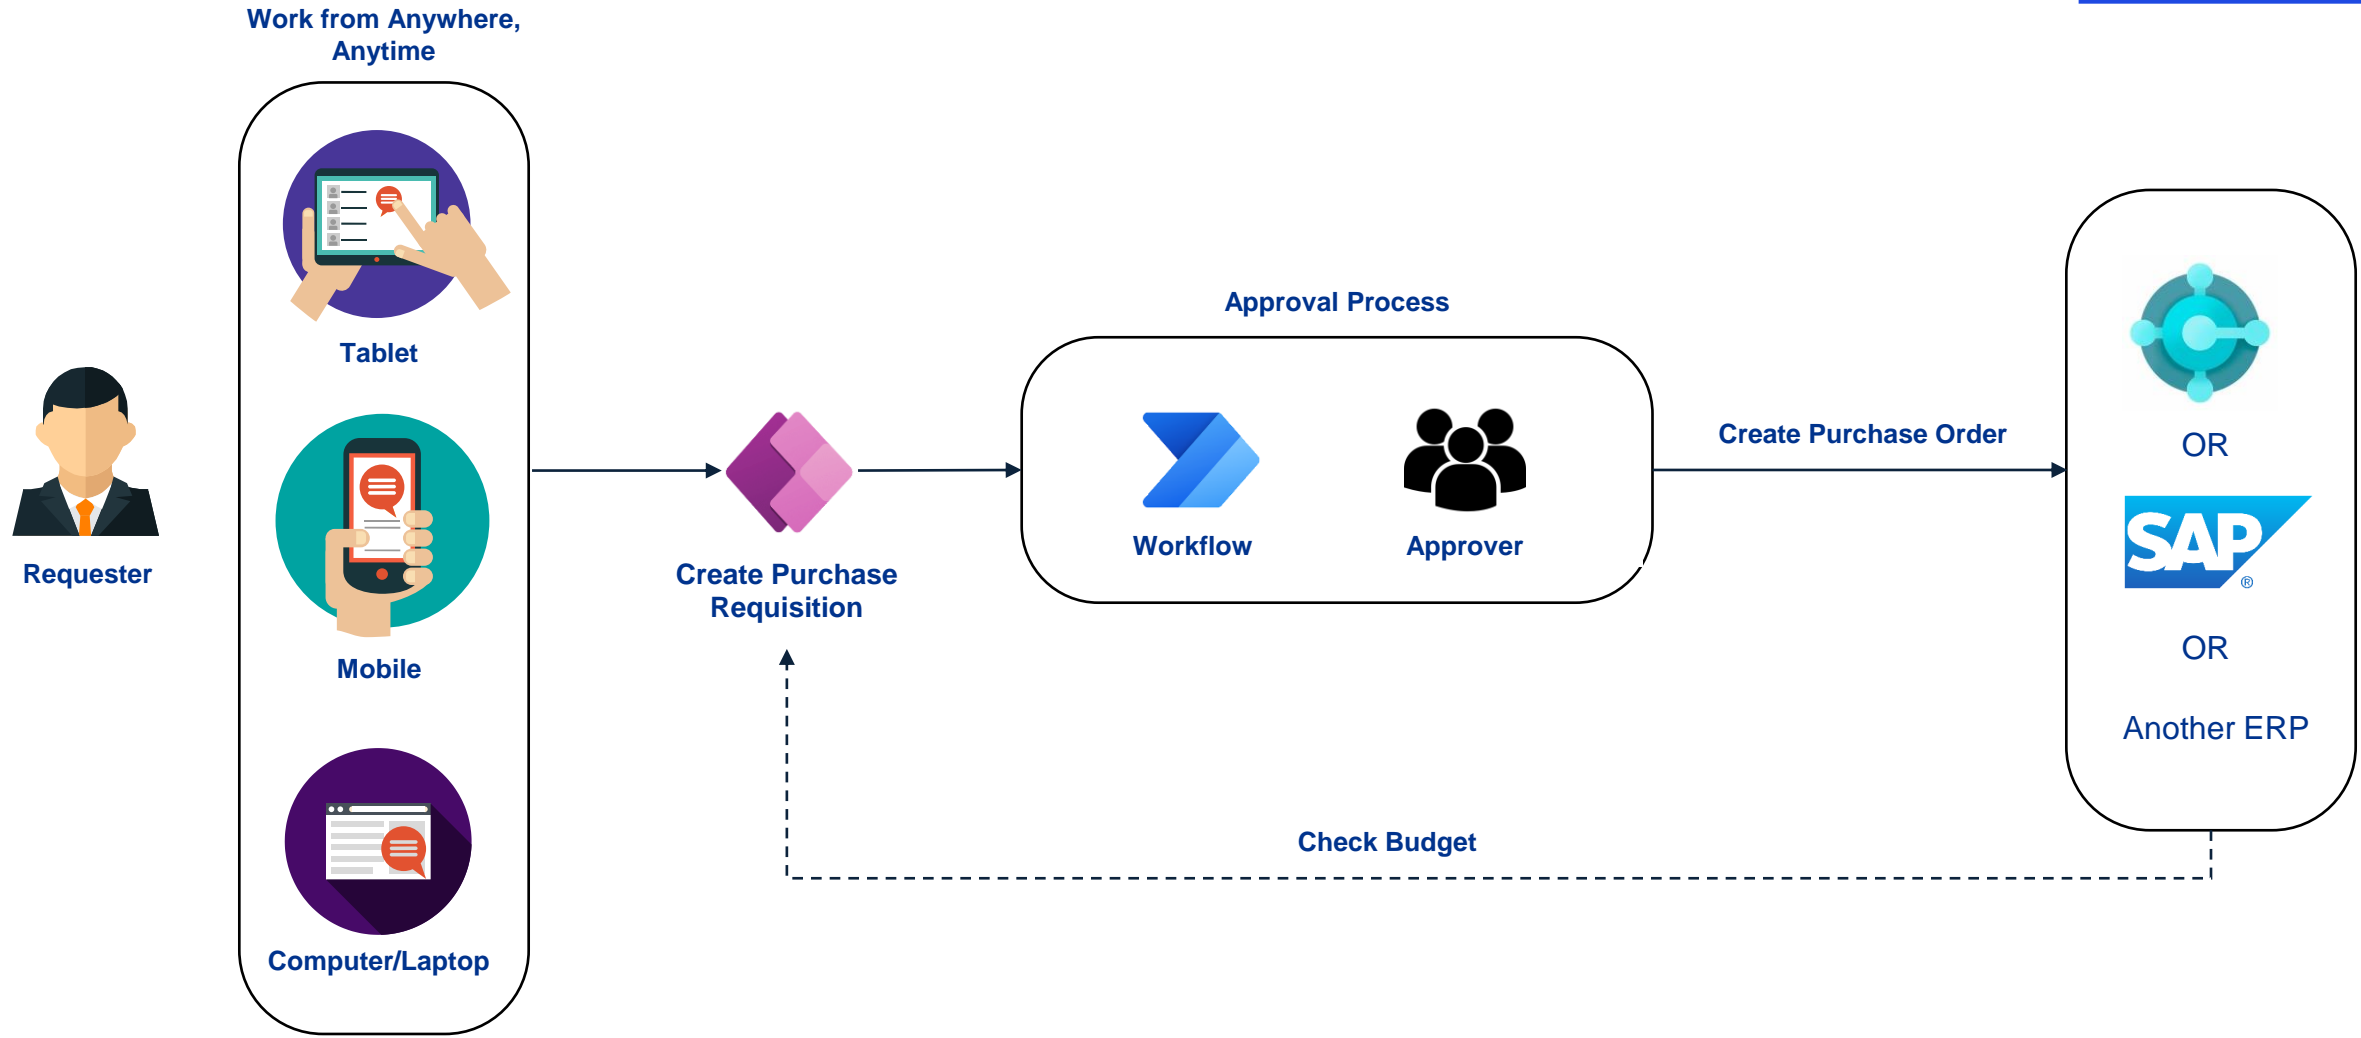 Work from Anywhere,
Anytime
Tablet
Requester
Mobile
Computer/Laptop
Create Purchase
Requisition
Approval Process
Workflow
Approver
Create Purchase Order
OR
SAP
®
OR
Another ERP
Check Budget